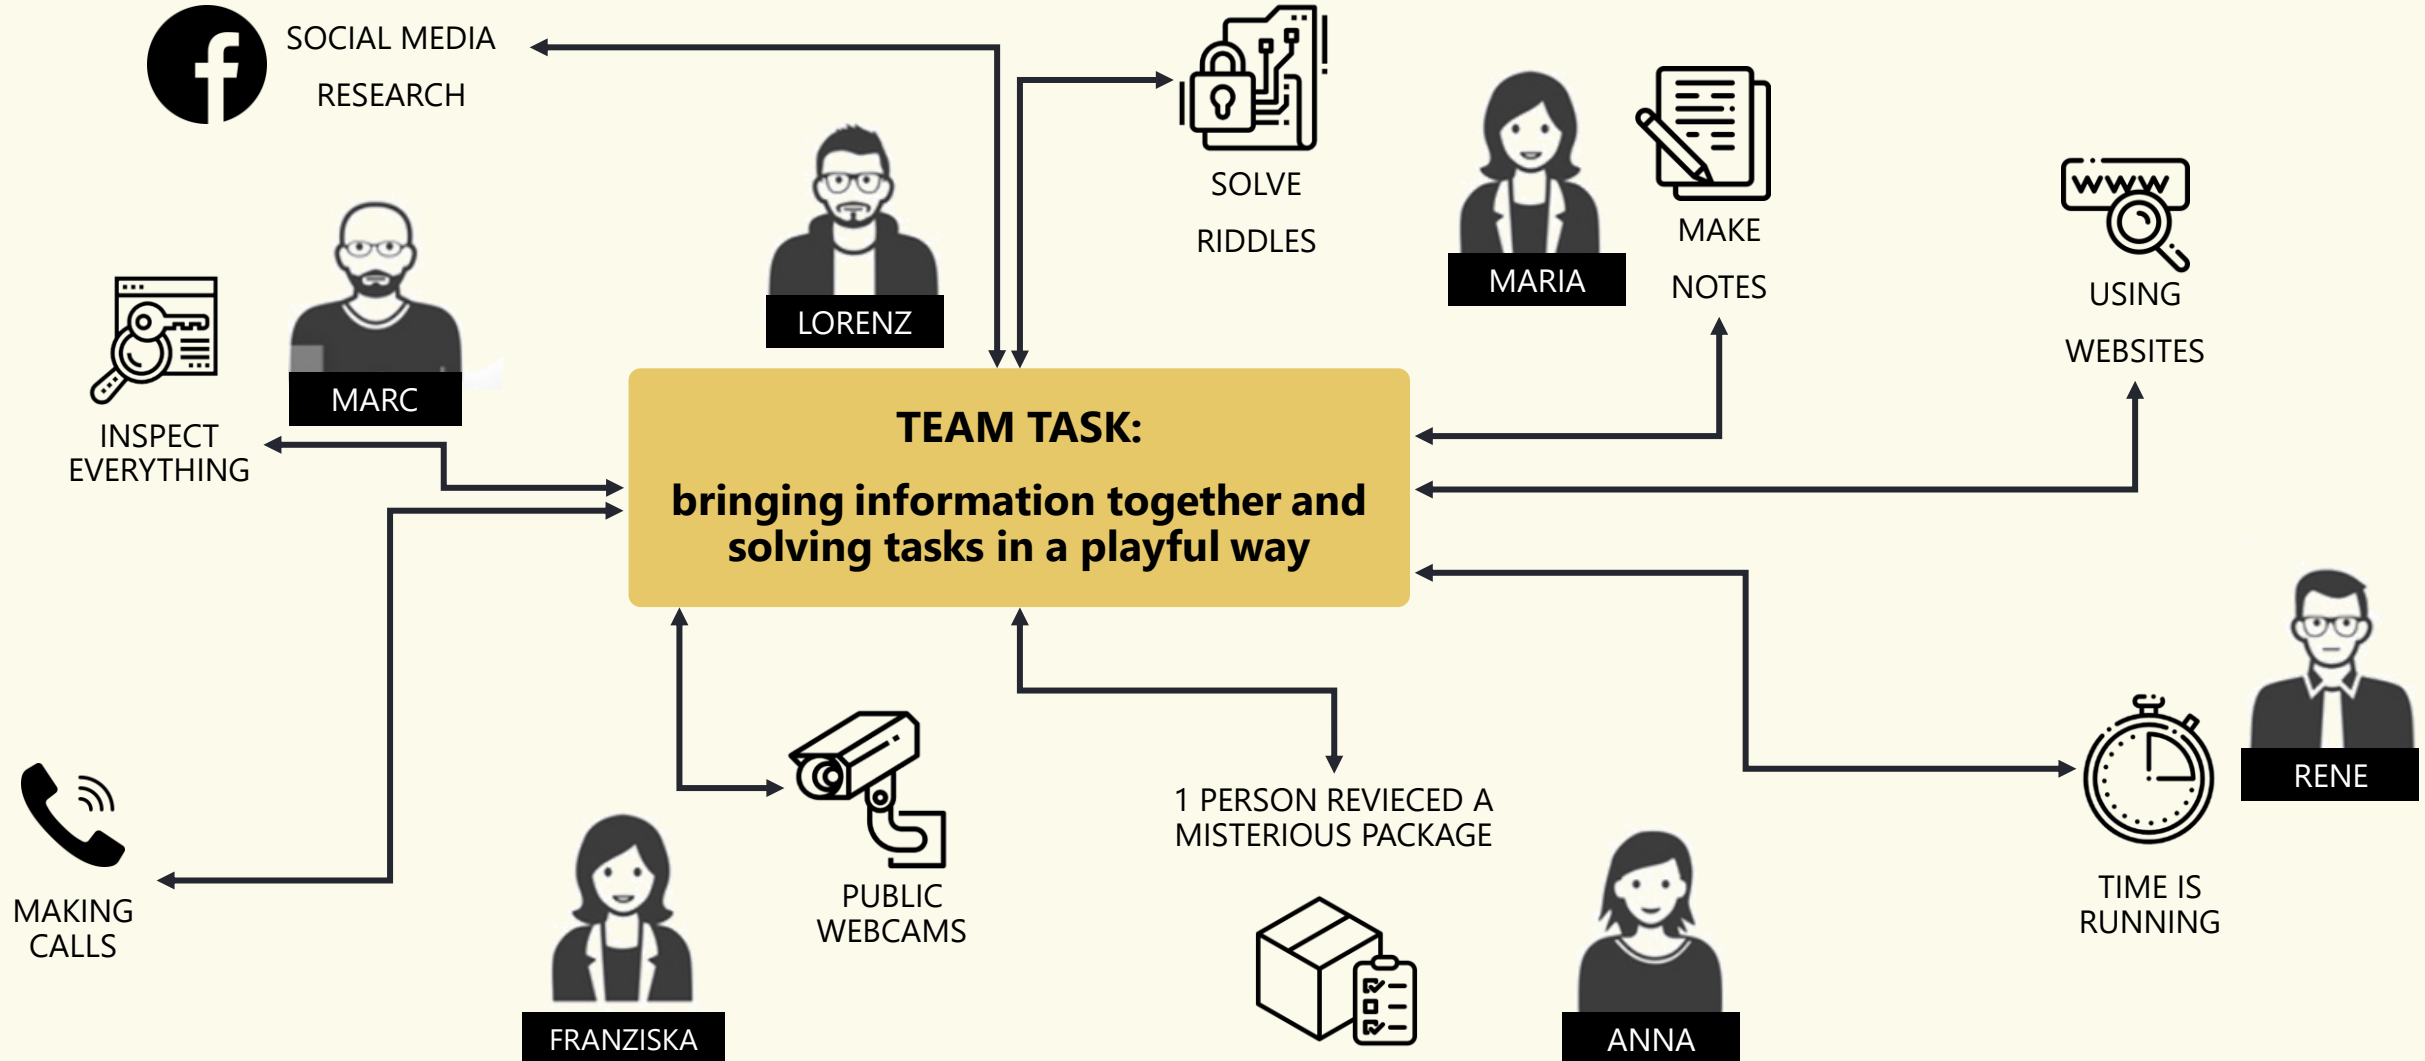 SOCIAL MEDIA
RESEARCH
SOLVE
RIDDLES
MARIA
MAKE
NOTES
WWW
USING
WEBSITES
LORENZ
MARC
INSPECT
EVERYTHING
TEAM TASK:
bringing information together and
solving tasks in a playful way
RENE
MAKING
CALLS
FRANZISKA
PUBLIC
WEBCAMS
1 PERSON REVIECED A
MISTERIOUS PACKAGE
ANNA
TIME IS
RUNNING